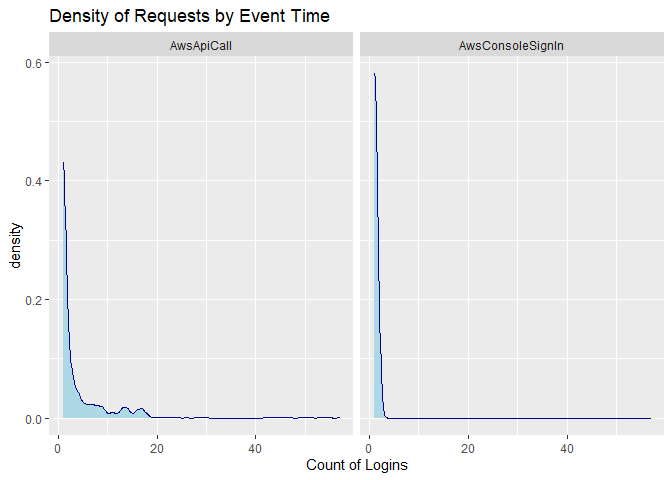 Density of Requests by Event Time
AwsApiCall
AwsConsoleSignIn
density
0.6
0.4
0.2
0.0
0
20
40
0
20
40
Count of Logins